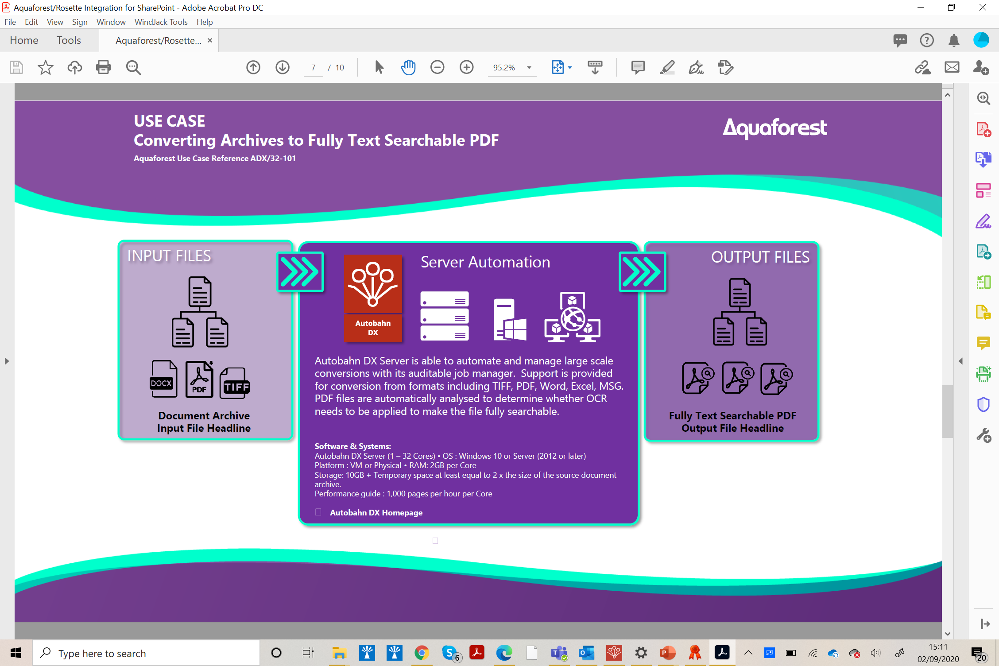 Aquaforest/Rosette Integration for SharePoint - Adobe Acrobat Pro DC
File Edit View Sign Window WindJack Tools Help
Home Tools Aquaforest/Rosette... ×
7 / 10 95.2%
USE CASE
Converting Archives to Fully Text Searchable PDF
Aquaforest Use Case Reference ADX/32-101
Aquaforest
INPUT FILES
DOCX
PDF
TIFF
Document Archive
Input File Headline
Server Automation
Autobahn
DX
Autobahn DX Server is able to automate and manage large scale
conversions with its auditable job manager.  Support is provided
for conversion from formats including TIFF, PDF, Word, Excel, MSG.
PDF files are automatically analysed to determine whether OCR
needs to be applied to make the file fully searchable.
Software & Systems:
Autobahn DX Server (1 – 32 Cores) • OS : Windows 10 or Server (2012 or later)
Platform : VM or Physical • RAM: 2GB per Core
Storage: 10GB + Temporary space at least equal to 2 x the size of the source document
archive.
Performance guide : 1,000 pages per hour per Core
Autobahn DX Homepage
OUTPUT FILES
Fully Text Searchable PDF
Output File Headline
Type here to search
6
15:11
02/09/2020
20